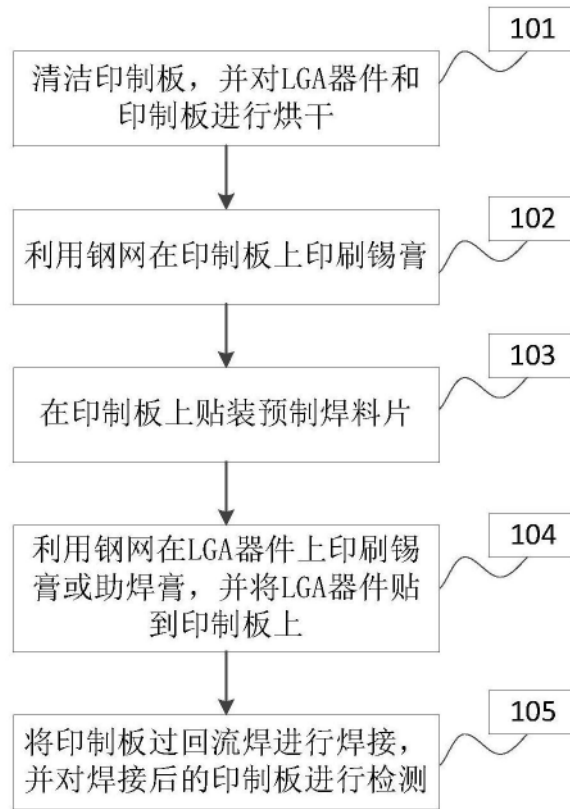 101
清洁印制板，并对LGA器件和
印制板进行烘干
102
利用钢网在印制板上印刷锡膏
103
在印制板上贴装预制焊料片
104
利用钢网在LGA器件上印刷锡
膏或助焊膏，并将LGA器件贴
到印制板上
105
将印制板过回流焊进行焊接，
并对焊接后的印制板进行检测